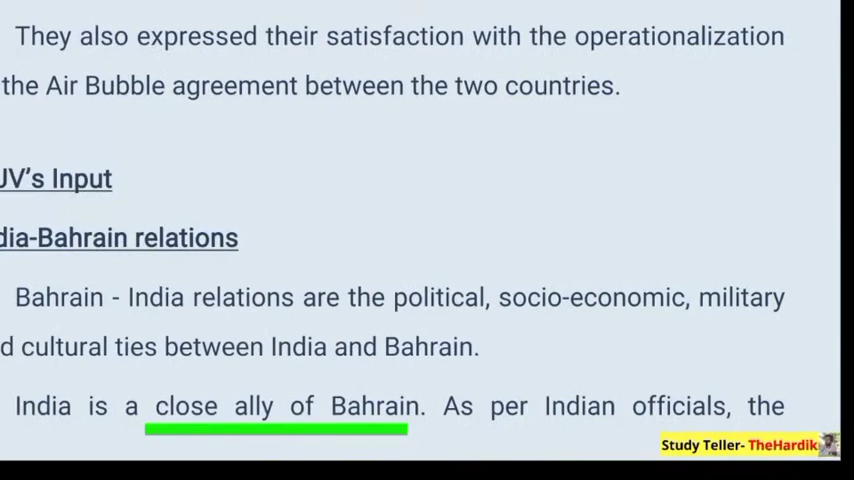 They also expressed their satisfaction with the operationalization
the Air Bubble agreement between the two countries.
UV's Input
dia-Bahrain relations
Bahrain - India relations are the political, socio-economic, military
d cultural ties between India and Bahrain.
India is a close ally of Bahrain. As per Indian officials, the
Study Teller- TheHardik